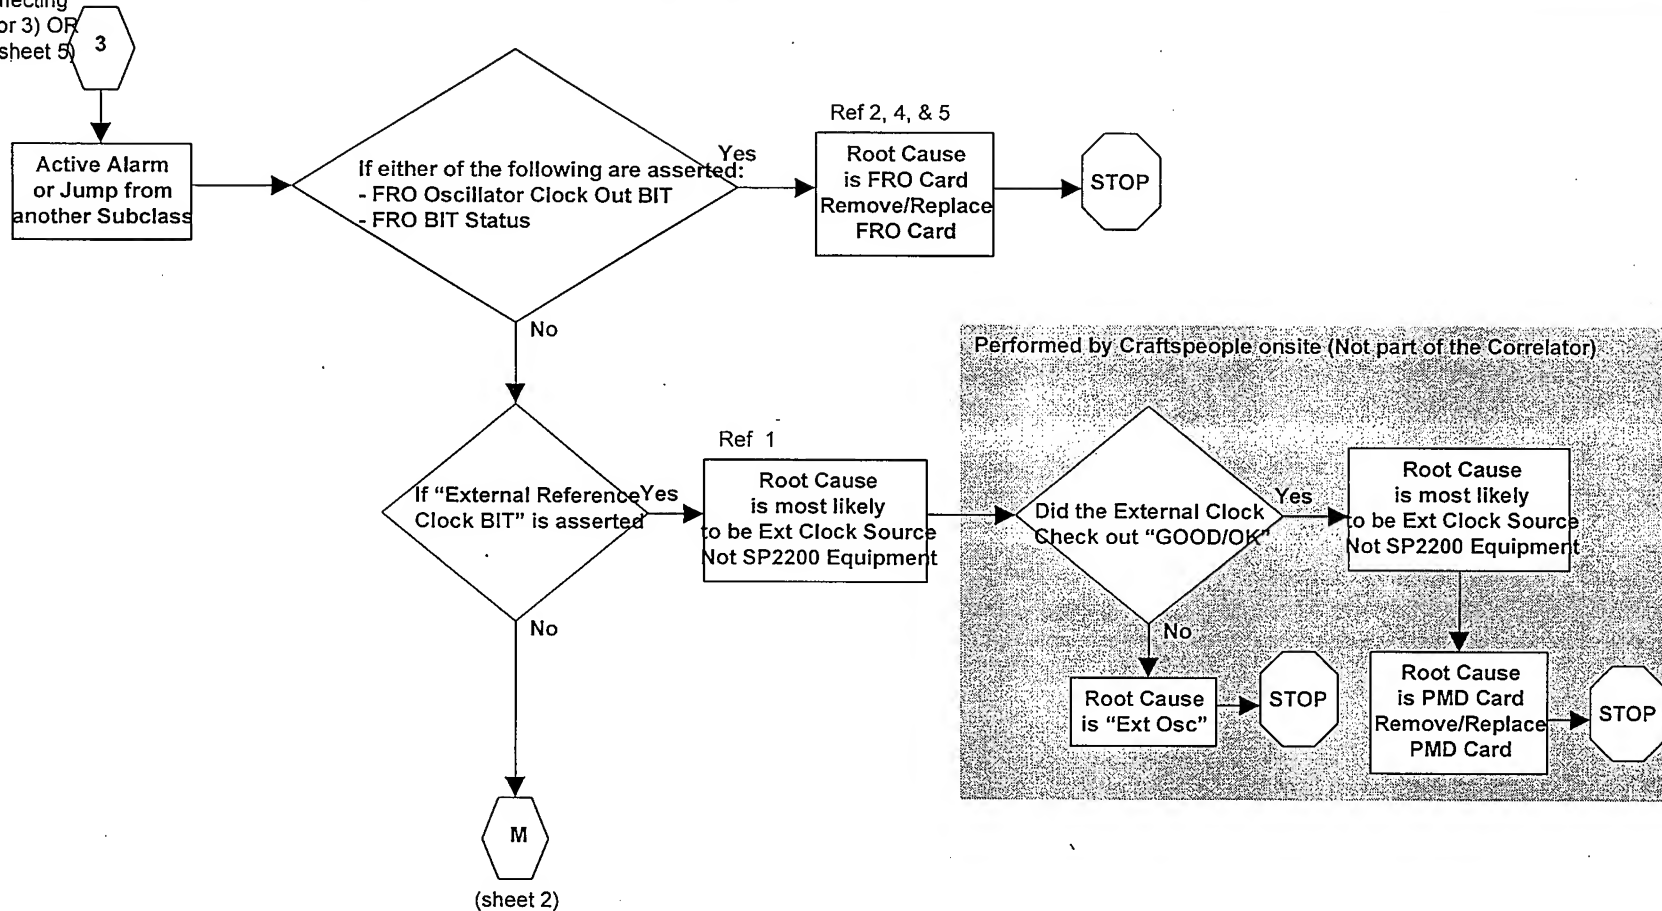 or 3) OR
sheet 5)
3
Active Alarm
or Jump from
another Subclass
If either of the following are asserted:
- FRO Oscillator Clock Out BIT
- FRO BIT Status
Yes
Ref 2, 4, & 5
Root Cause
is FRO Card
Remove/Replace
FRO Card
STOP
No
If “External Reference
Clock BIT” is asserted
Yes
Ref 1
Root Cause
is most likely
to be Ext Clock Source
Not SP2200 Equipment
Performed by Craftspeople onsite (Not part of the Correlator)
Did the External Clock
Check out “GOOD/OK”
Yes
Root Cause
is most likely
to be Ext Clock Source
Not SP2200 Equipment
No
Root Cause
is “Ext Osc”
STOP
Root Cause
is PMD Card
Remove/Replace
PMD Card
STOP
No
M
(sheet 2)